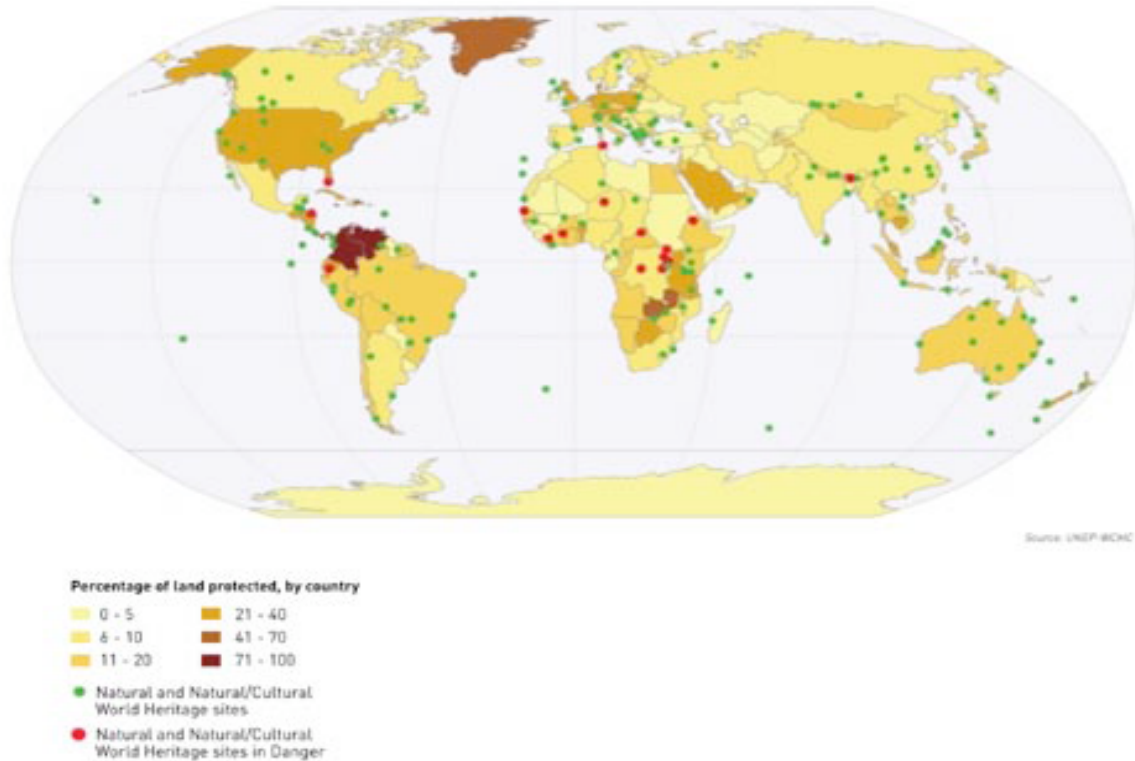 Source: UNEP-WCMC
Percentage of land protected, by country
0 - 5
21 - 40
6 - 10
41 - 70
11 - 20
71 - 100
Natural and Natural/Cultural
World Heritage sites
Natural and Natural/Cultural
World Heritage sites in Danger